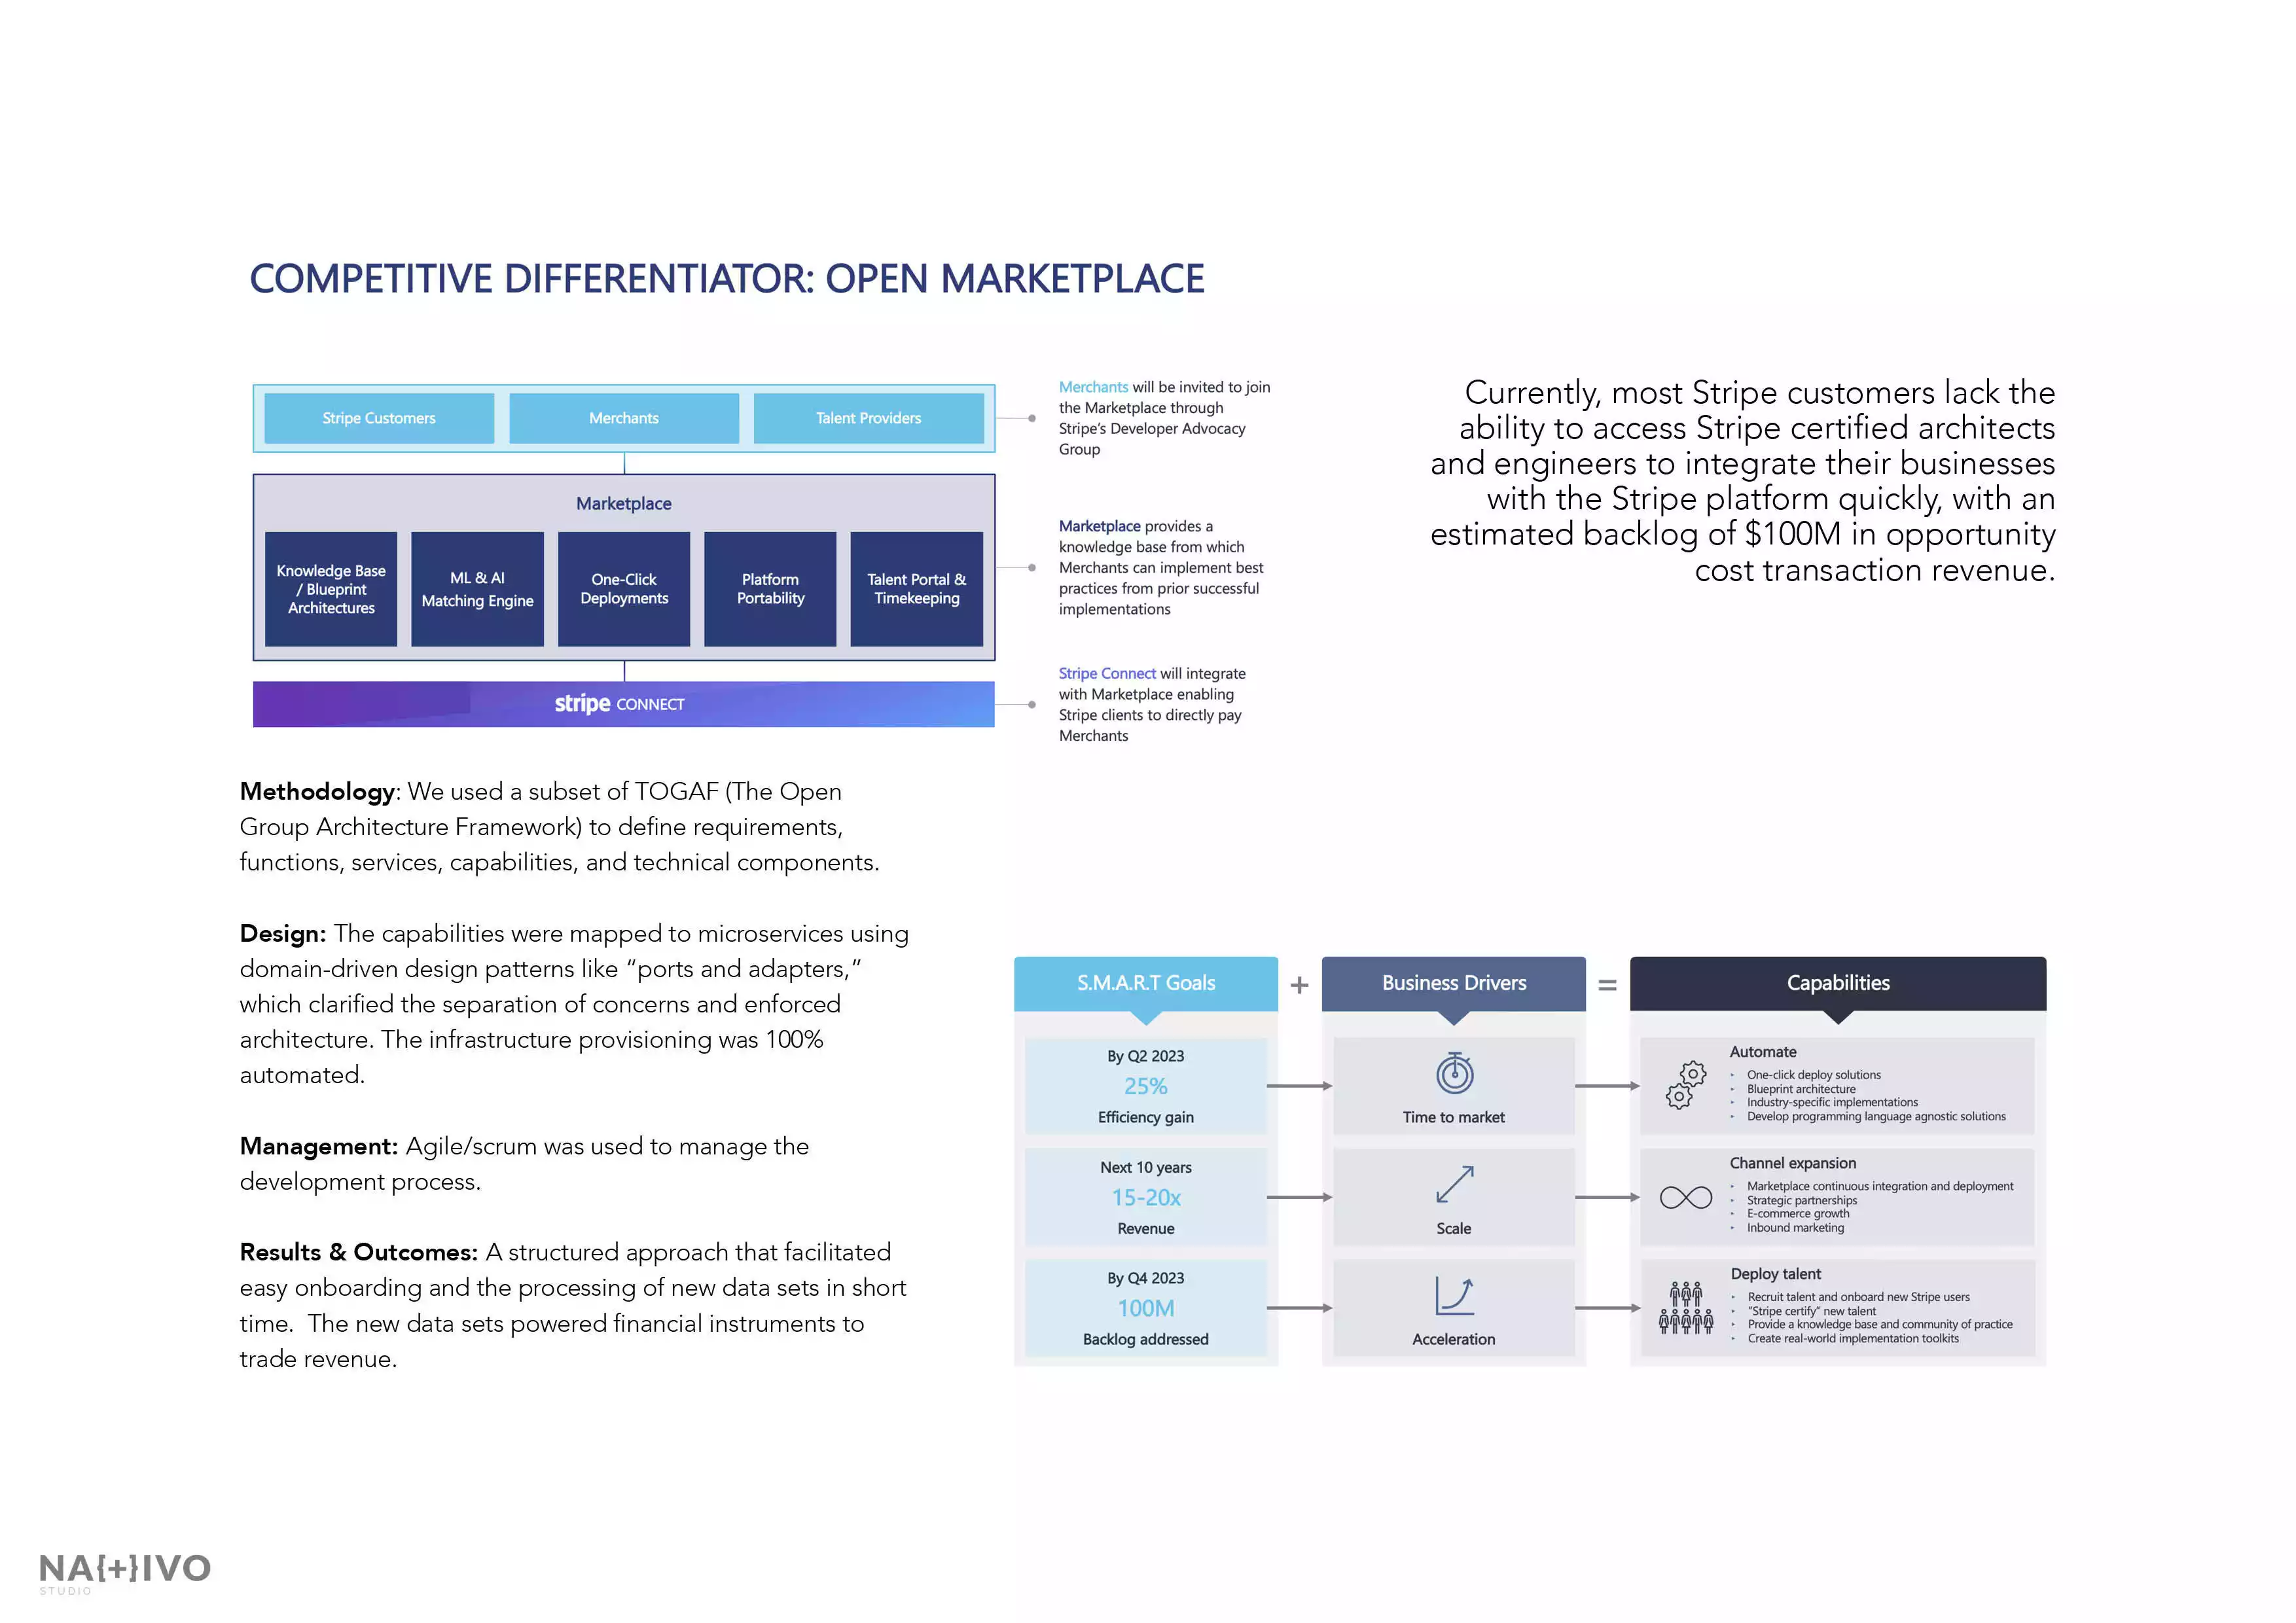 COMPETITIVE DIFFERENTIATOR: OPEN MARKETPLACE
Stripe Customers
Merchants
Talent Providers
Marketplace
Knowledge Base
/ Blueprint
Architectures
ML & AI
Matching Engine
One-Click
Deployments
Platform
Portability
Talent Portal &
Timekeeping
stripe CONNECT
Merchants will be invited to join
the Marketplace through
Stripe's Developer Advocacy
Group
Marketplace provides a
knowledge base from which
Merchants can implement best
practices from prior successful
implementations
Stripe Connect will integrate
with Marketplace enabling
Stripe clients to directly pay
Merchants
Currently, most Stripe customers lack the
ability to access Stripe certified architects
and engineers to integrate their businesses
with the Stripe platform quickly, with an
estimated backlog of $100M in opportunity
cost transaction revenue.
Methodology: We used a subset of TOGAF (The Open
Group Architecture Framework) to define requirements,
functions, services, capabilities, and technical components.
Design: The capabilities were mapped to microservices using
domain-driven design patterns like “ports and adapters,”
which clarified the separation of concerns and enforced
architecture. The infrastructure provisioning was 100%
automated.
Management: Agile/scrum was used to manage the
development process.
Results & Outcomes: A structured approach that facilitated
easy onboarding and the processing of new data sets in short
time.  The new data sets powered financial instruments to
trade revenue.
S.M.A.R.T Goals
+
Business Drivers
=
Capabilities
By Q2 2023
25%
Efficiency gain
Time to market
Automate
‣ One-click deploy solutions
‣ Blueprint architecture
‣ Industry-specific implementations
‣ Develop programming language agnostic solutions
Next 10 years
15-20x
Revenue
Scale
Channel expansion
‣ Marketplace continuous integration and deployment
‣ Strategic partnerships
‣ E-commerce growth
‣ Inbound marketing
By Q4 2023
100M
Backlog addressed
Acceleration
Deploy talent
‣ Recruit talent and onboard new Stripe users
‣ “Stripe certify” new talent
‣ Provide a knowledge base and community of practice
‣ Create real-world implementation toolkits
NA{+}IVO
STUDIO